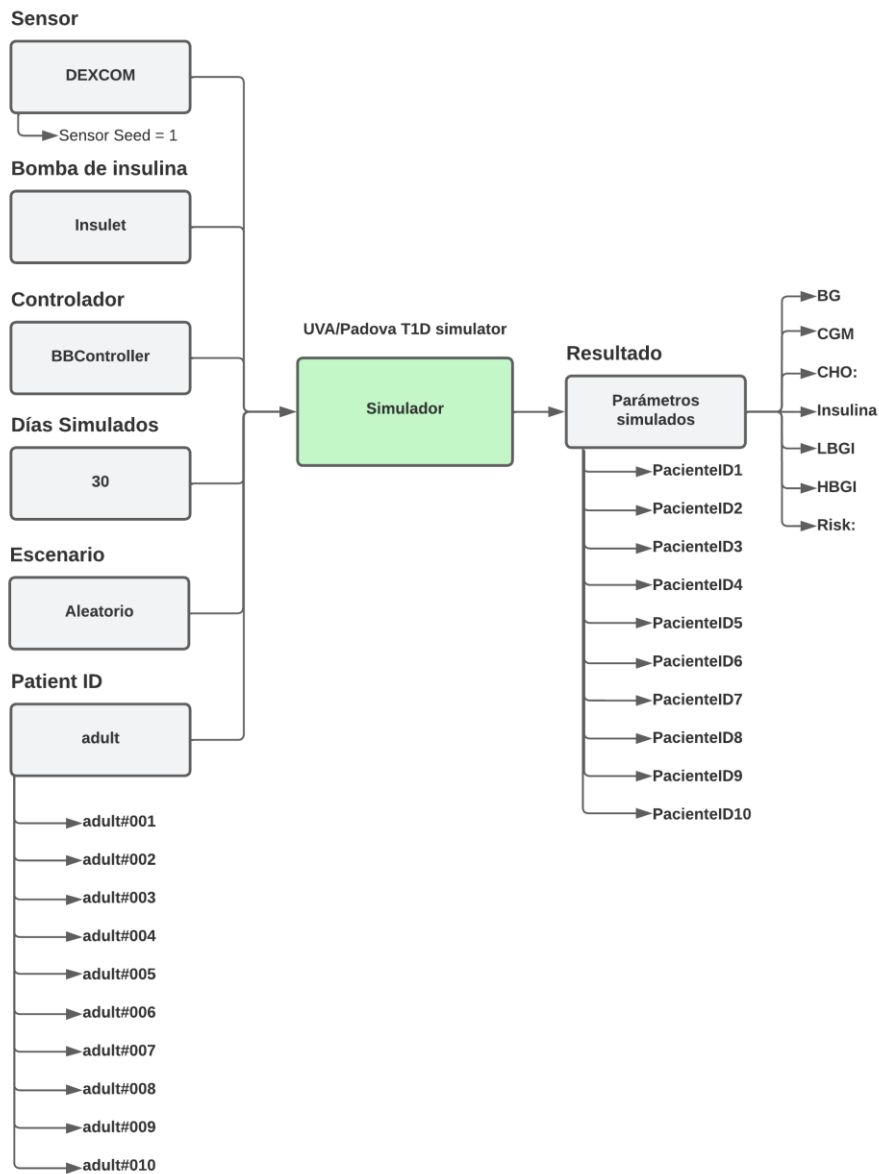 Sensor
DEXCOM
Sensor Seed = 1
Bomba de insulina
Insulet
Controlador
BBController
Días Simulados
30
Escenario
Aleatorio
Patient ID
adult
adult#001
adult#002
adult#003
adult#004
adult#005
adult#006
adult#007
adult#008
adult#009
adult#010
UVA/Padova T1D simulator
Simulador
Resultado
Parámetros
simulados
PacienteID1
PacienteID2
PacienteID3
PacienteID4
PacienteID5
PacienteID6
PacienteID7
PacienteID8
PacienteID9
PacienteID10
BG
CGM
CHO:
Insulina
LBGI
HBGI
Risk: